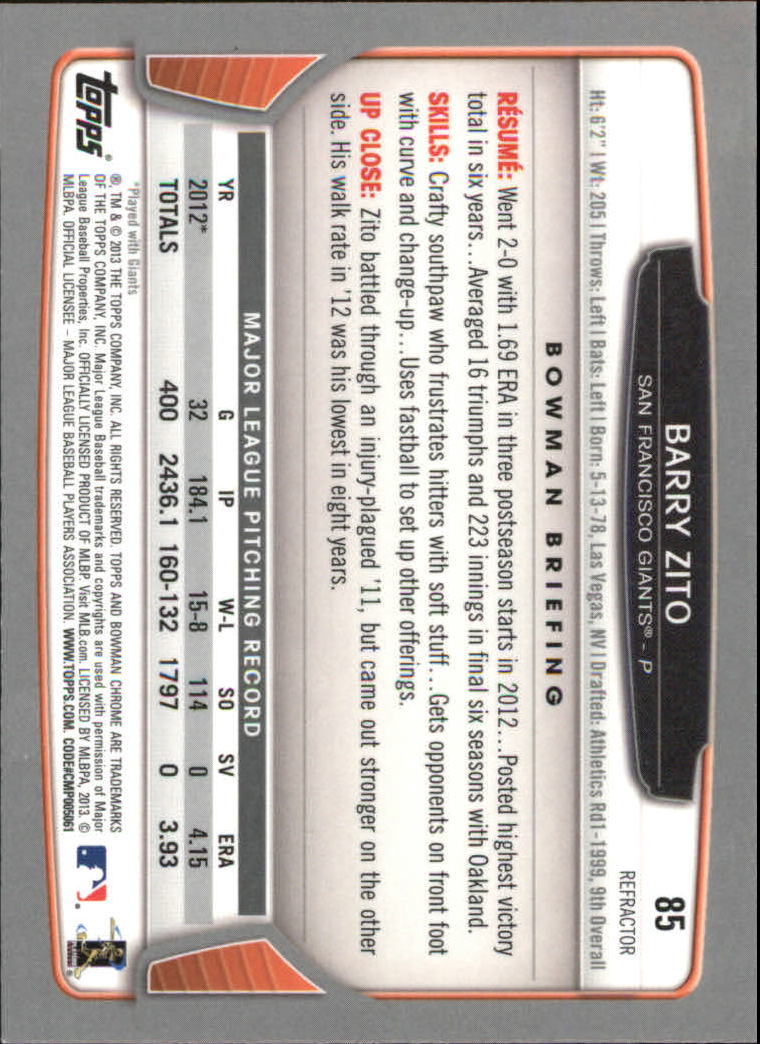 85
REFRACTOR
BARRY ZITO
SAN FRANCISCO GIANTS® - P
Ht: 6'2" | Wt: 205 | Throws: Left | Bats: Left | Born: 5-13-78, Las Vegas, NV | Drafted: Athletics Rd1-1999, 9th Overall
BOWMAN BRIEFING
RÉSUMÉ: Went 2-0 with 1.69 ERA in three postseason starts in 2012...Posted highest victory
total in six years...Averaged 16 triumphs and 223 innings in final six seasons with Oakland.
SKILLS: Crafty southpaw who frustrates hitters with soft stuff...Gets opponents on front foot
with curve and change-up...Uses fastball to set up other offerings.
UP CLOSE: Zito battled through an injury-plagued '11, but came out stronger on the other
side. His walk rate in '12 was his lowest in eight years.
MAJOR LEAGUE PITCHING RECORD
YR G IP W-L SO SV ERA
2012* 32 184.1 15-8 114 0 4.15
TOTALS 400 2436.1 160-132 1797 0 3.93
*Played with Giants
topps®
®, TM & © 2013 THE TOPPS COMPANY, INC. ALL RIGHTS RESERVED. TOPPS AND BOWMAN CHROME ARE TRADEMARKS
OF THE TOPPS COMPANY, INC. Major League Baseball trademarks and copyrights are used with permission of Major
League Baseball Properties, Inc. OFFICIALLY LICENSED PRODUCT OF MLBP. Visit MLB.com. LICENSED BY MLBPA, 2013. ©
MLBPA. OFFICIAL LICENSEE – MAJOR LEAGUE BASEBALL PLAYERS ASSOCIATION. WWW.TOPPS.COM. CODE#CMP005061